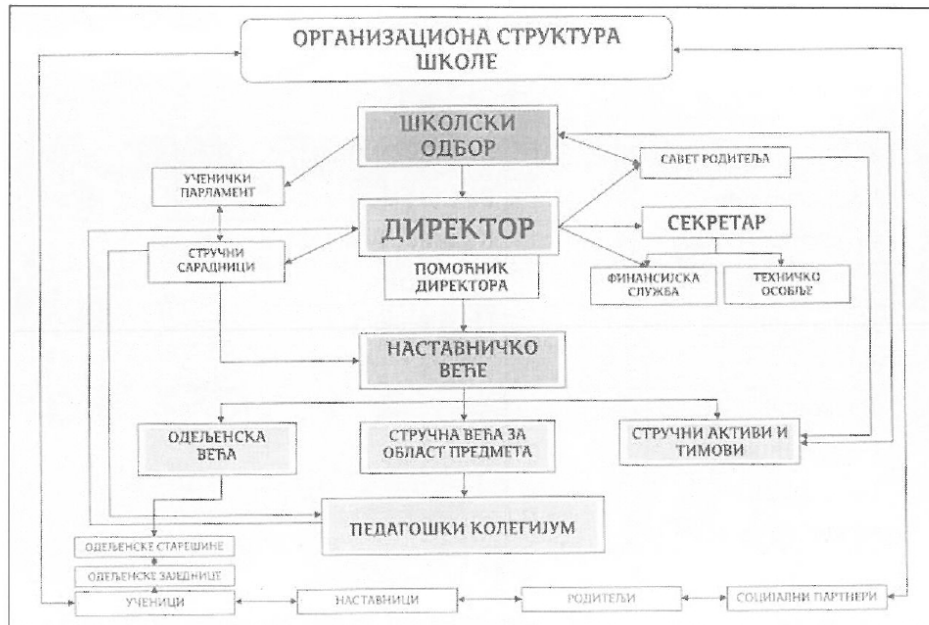 ОРГАНИЗАЦИОНА СТРУКТУРА
ШКОЛЕ
ШКОЛСКИ
ОДБОР
САВЕТ РОДИТЕЉА
УЧЕНИЧКИ
ПАРЛАМЕНТ
ДИРЕКТОР
СЕКРЕТАР
СТРУЧНИ
САРАДНИЦИ
ПОМОЋНИК
ДИРЕКТОРА
ФИНАНСИЈСКА
СЛУЖБА
ТЕХНИЧКО
ОСОБЉЕ
НАСТАВНИЧКО
ВЕЋЕ
ОДЕЉЕНСКА
ВЕЋА
СТРУЧНА ВЕЋА ЗА
ОБЛАСТ ПРЕДМЕТА
СТРУЧНИ АКТИВИ И
ТИМОВИ
ПЕДАГОШКИ КОЛЕГИЈУМ
ОДЕЉЕНСКЕ СТАРЕШИНЕ
ОДЕЉЕНСКЕ ЗАЈЕДНИЦЕ
УЧЕНИЦИ
НАСТАВНИЦИ
РОДИТЕЉИ
СОЦИЈАЛНИ ПАРТНЕРИ